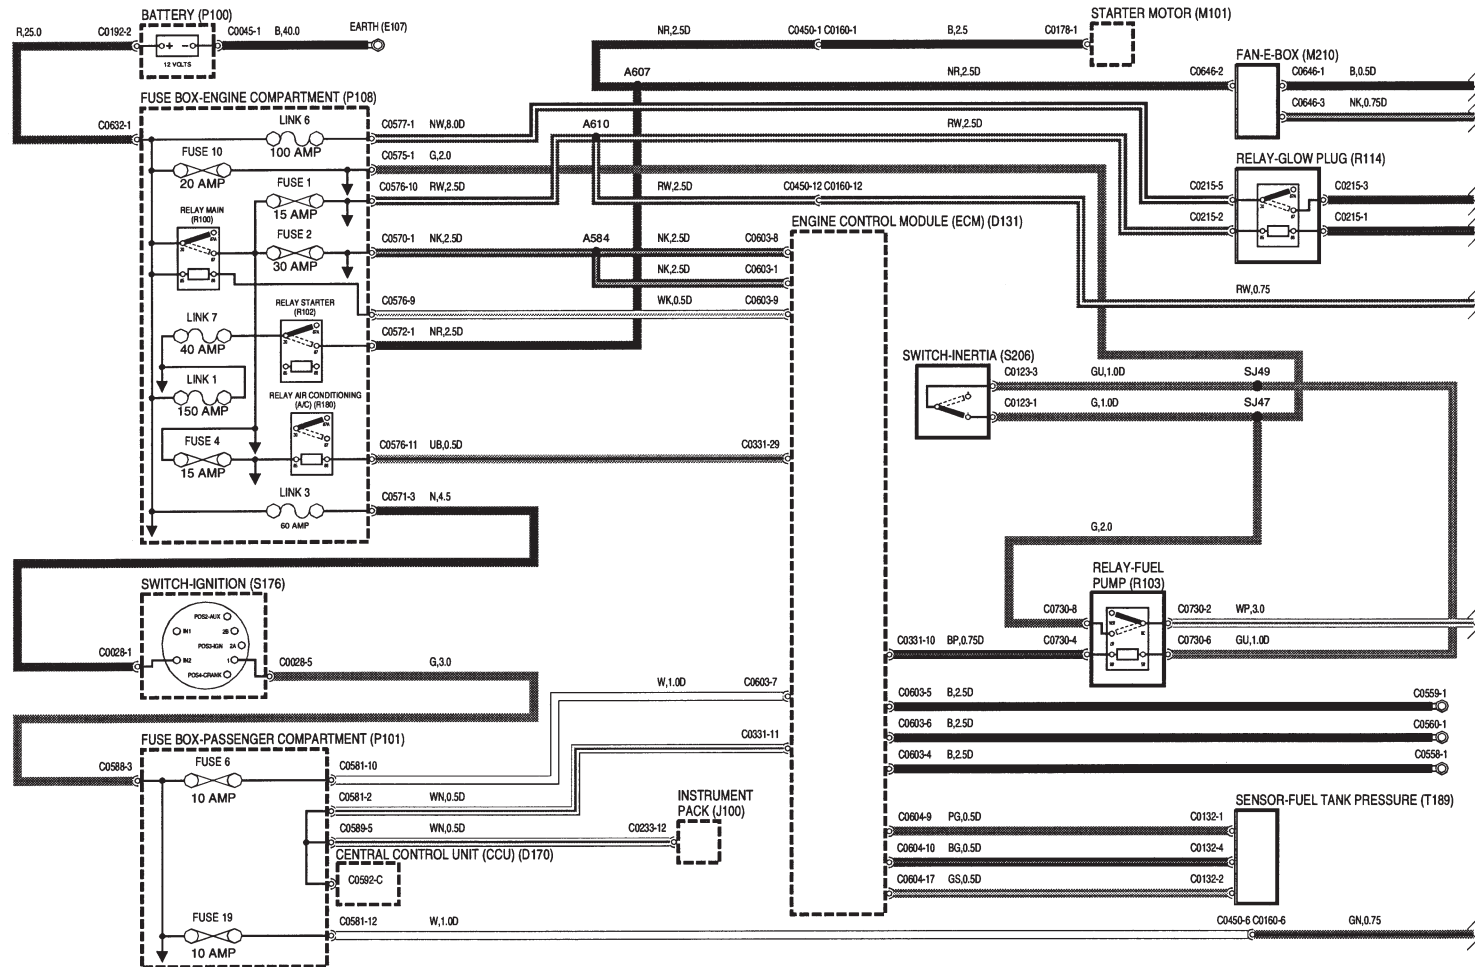 BATTERY (P100)
STARTER MOTOR (M101)
R,25.0
C0192-2
C0045-1
B,40.0
EARTH (E107)
NR,2.5D
C0450-1 C0160-1
B,2.5
C0178-1
12 VOLTS
FAN-E-BOX (M210)
A607
NR,2.5D
C0646-2
C0646-1
B,0.5D
C0646-3
NK,0.75D
FUSE BOX-ENGINE COMPARTMENT (P108)
C0632-1
LINK 6
100 AMP
C0577-1
NW,8.0D
A610
RW,2.5D
FUSE 10
20 AMP
C0575-1
G,2.0
RELAY-GLOW PLUG (R114)
FUSE 1
15 AMP
C0576-10
RW,2.5D
RW,2.5D
C0450-12 C0160-12
C0215-5
C0215-3
C0215-2
C0215-1
RELAY MAIN
(R100)
ENGINE CONTROL MODULE (ECM) (D131)
FUSE 2
30 AMP
C0570-1
NK,2.5D
A584
NK,2.5D
C0603-8
NK,2.5D
C0603-1
RW,0.75
RELAY STARTER
(R102)
C0576-9
WK,0.5D
C0603-9
LINK 7
40 AMP
C0572-1
NR,2.5D
SWITCH-INERTIA (S206)
C0123-3
GU,1.0D
SJ49
LINK 1
150 AMP
C0123-1
G,1.0D
SJ47
RELAY AIR CONDITIONING
(A/C) (R180)
FUSE 4
15 AMP
C0576-11
UB,0.5D
C0331-29
LINK 3
60 AMP
C0571-3
N,4.5
G,2.0
SWITCH-IGNITION (S176)
RELAY-FUEL
PUMP (R103)
POS2-AUX
IN1
2B
POS3-IGN
2A
IN2
1
POS4-CRANK
C0730-8
C0730-2
WP,3.0
C0331-10
BP,0.75D
C0730-4
C0730-6
GU,1.0D
C0028-1
C0028-5
G,3.0
W,1.0D
C0603-7
C0603-5
B,2.5D
C0559-1
C0603-6
B,2.5D
C0560-1
C0331-11
C0603-4
B,2.5D
C0558-1
FUSE BOX-PASSENGER COMPARTMENT (P101)
C0588-3
FUSE 6
10 AMP
C0581-10
C0581-2
WN,0.5D
INSTRUMENT
PACK (J100)
SENSOR-FUEL TANK PRESSURE (T189)
C0589-5
WN,0.5D
C0233-12
C0604-9
PG,0.5D
C0132-1
C0604-10
BG,0.5D
C0132-4
CENTRAL CONTROL UNIT (CCU) (D170)
C0592-C
C0604-17
GS,0.5D
C0132-2
FUSE 19
10 AMP
C0581-12
W,1.0D
C0450-6 C0160-6
GN,0.75